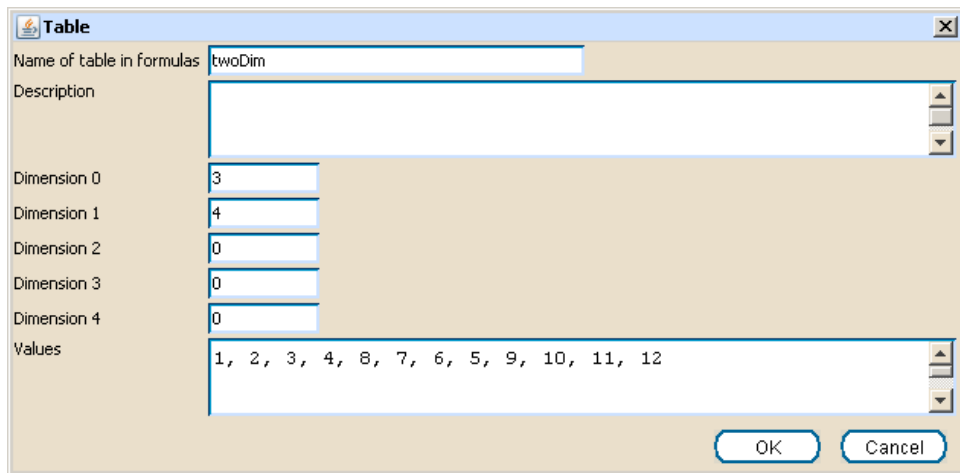 Table
Name of table in formulas twoDim
Description
Dimension 0 3
Dimension 1 4
Dimension 2 0
Dimension 3 0
Dimension 4 0
Values 1, 2, 3, 4, 8, 7, 6, 5, 9, 10, 11, 12
OK Cancel